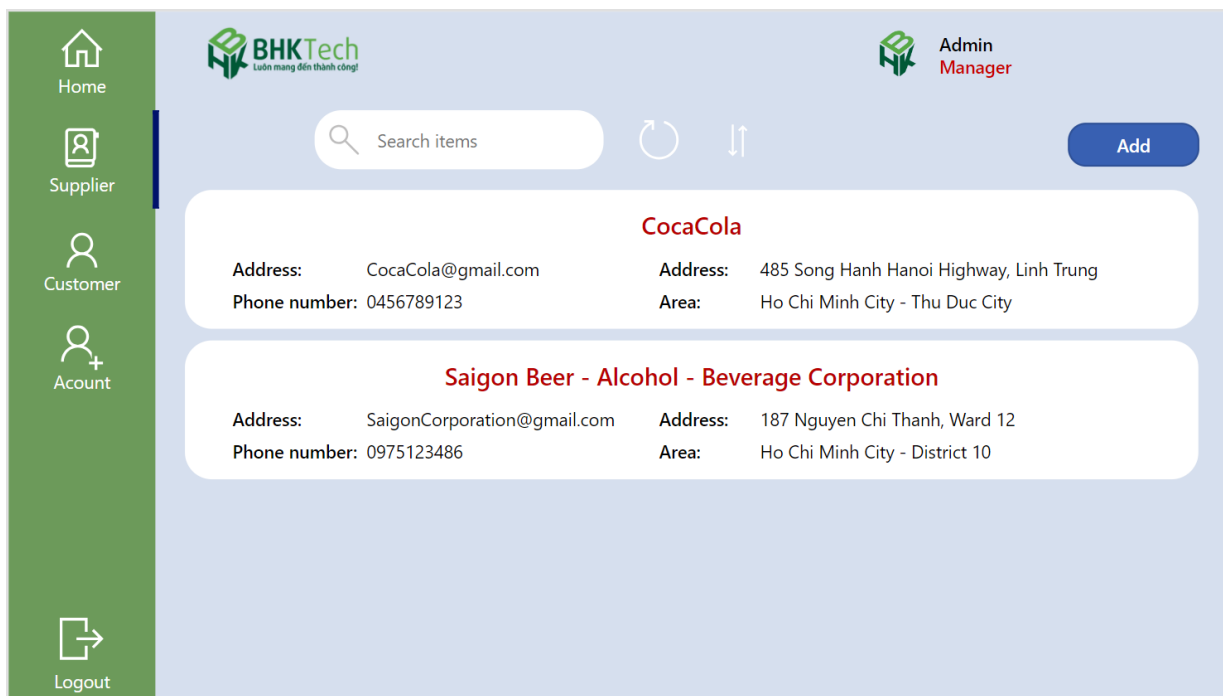 Home
Supplier
Customer
Acount
Logout
BHKTech
Luôn mang đến thành công!
Admin
Manager
Search items
Add
CocaCola
Address: CocaCola@gmail.com Address: 485 Song Hanh Hanoi Highway, Linh Trung
Phone number: 0456789123 Area: Ho Chi Minh City - Thu Duc City
Saigon Beer - Alcohol - Beverage Corporation
Address: SaigonCorporation@gmail.com Address: 187 Nguyen Chi Thanh, Ward 12
Phone number: 0975123486 Area: Ho Chi Minh City - District 10